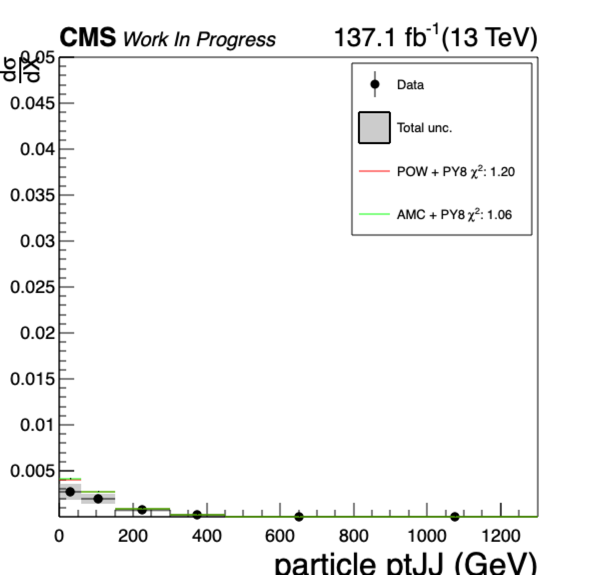 CMS Work In Progress
137.1 fb-1(13 TeV)
dσ
dX
0.05
0.045
0.04
0.035
0.03
0.025
0.02
0.015
0.01
0.005
Data
Total unc.
POW + PY8 χ2: 1.20
AMC + PY8 χ2: 1.06
0 200 400 600 800 1000 1200
particle ptJJ (GeV)